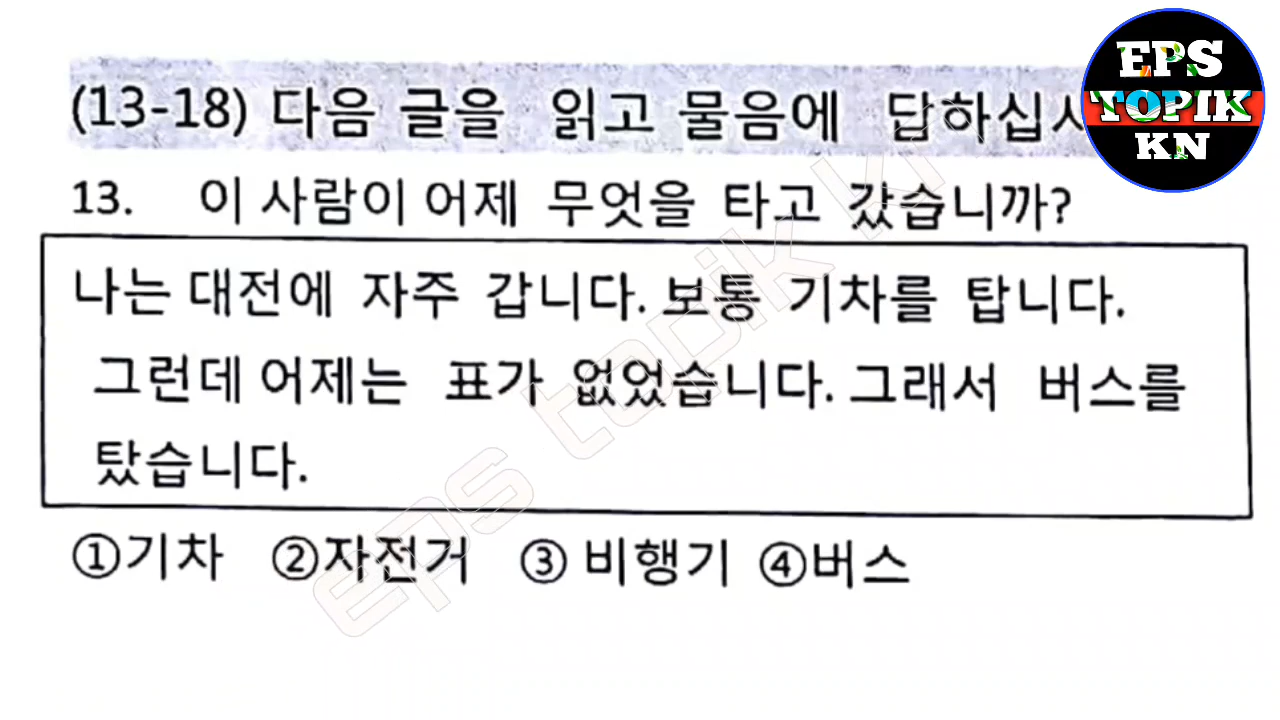 (13-18) 다음 글을 읽고 물음에 답하십시
EPS
TOPIK
KN
13. 이 사람이 어제 무엇을 타고 갔습니까?
나는 대전에 자주 갑니다. 보통 기차를 탑니다.
그런데 어제는 표가 없었습니다. 그래서 버스를
탔습니다.
①기차 ②자전거 ③ 비행기 ④버스
eps topik kn